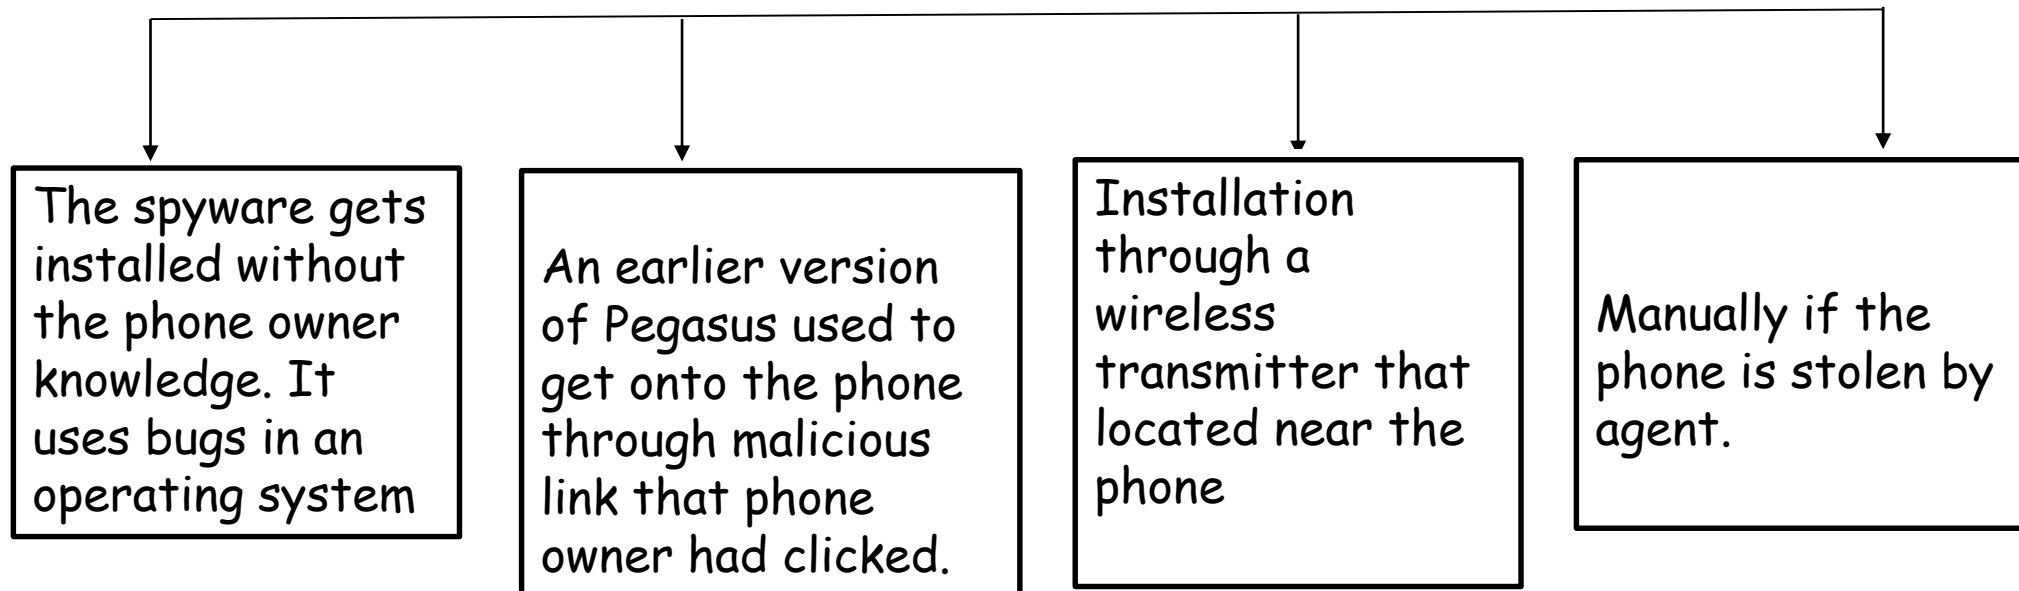 The spyware gets
installed without
the phone owner
knowledge. It
uses bugs in an
operating system
An earlier version
of Pegasus used to
get onto the phone
through malicious
link that phone
owner had clicked.
Installation
through a
wireless
transmitter that
located near the
phone
Manually if the
phone is stolen by
agent.